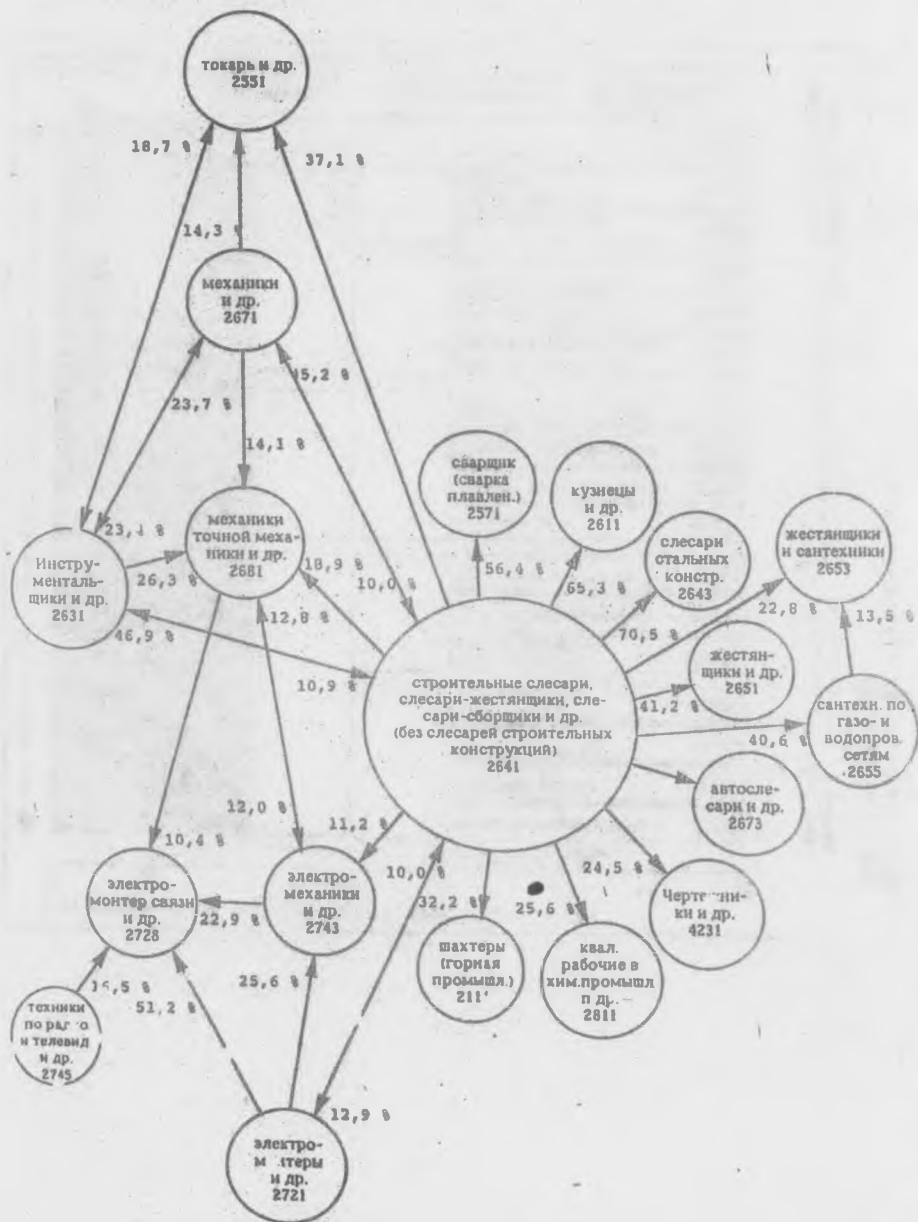 токарь и др.
2551
18,7 %
37,1 %
14,3 %
механики
и др.
2671
23,7 %
14,1 %
сварщик
(сварка
плавлен.)
2571
кузнецы
и др.
2611
слесари
стальных
констр.
2643
жестянщики
и сантехники
2653
механики
точной меха-
ники и др.
2681
Инстру-
менталь-
щики и др.
2631
26,3 %
18,9 %
10,0 %
56,4 %
65,3 %
70,5 %
22,8 %
13,5 %
46,9 %
12,8 %
10,9 %
строительные слесари,
слесари-жестянщики, сле-
сари-сборщики и др.
(без слесарей строительных
конструкций)
2641
жестян-
щики и др.
2651
41,2 %
40,6 %
сантехн. по
газо- и
водопров.
сетям
2655
автосле-
сари и др.
2673
12,0 %
11,2 %
10,4 %
10,0 %
32,2 %
25,6 %
24,5 %
электро-
монтер связи
и др.
2728
22,9 %
электро-
механики
и др.
2743
шахтеры
(горная
промышл.)
квал.
рабочие в
хим.промышл
и др.
2811
и др.
4231
51,2 %
25,6 %
техники
по
и телевид
и др.
2745
12,9 %
электро-
и др.
2721